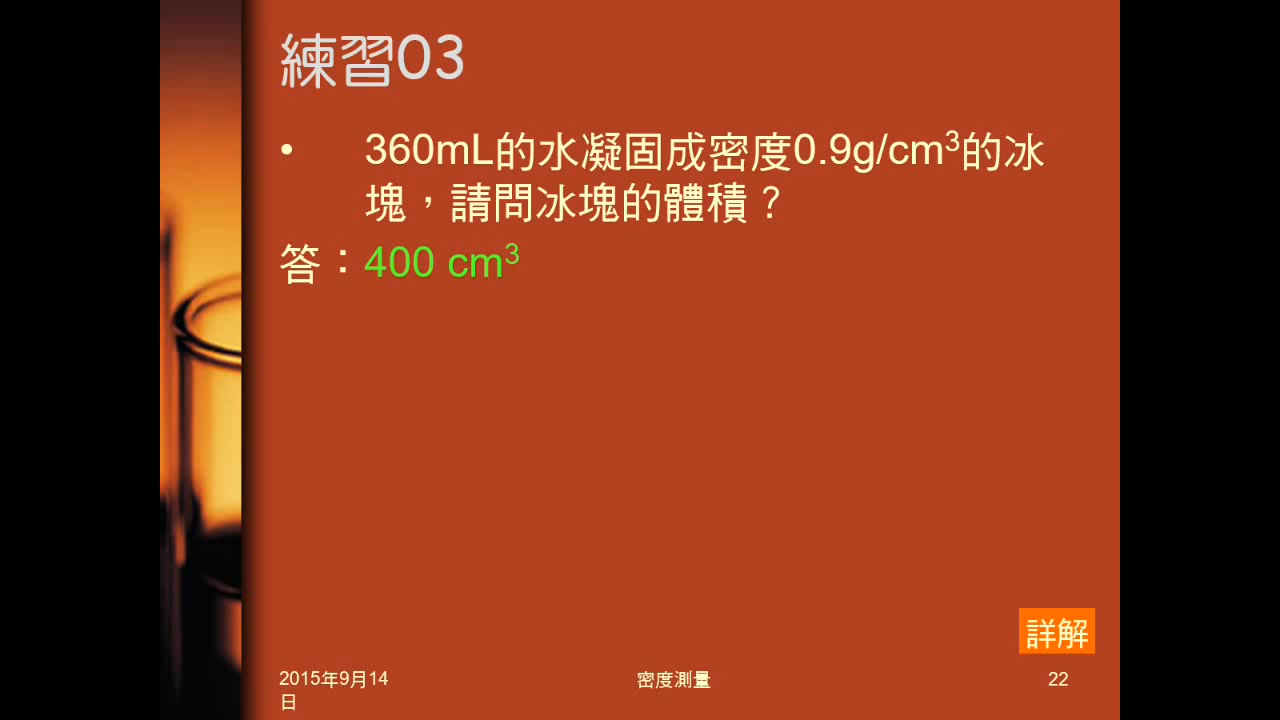 練習03
• 360mL的水凝固成密度0.9g/cm³的冰
塊，請問冰塊的體積？
答：400 cm³
詳解
2015年9月14
日
密度測量
22